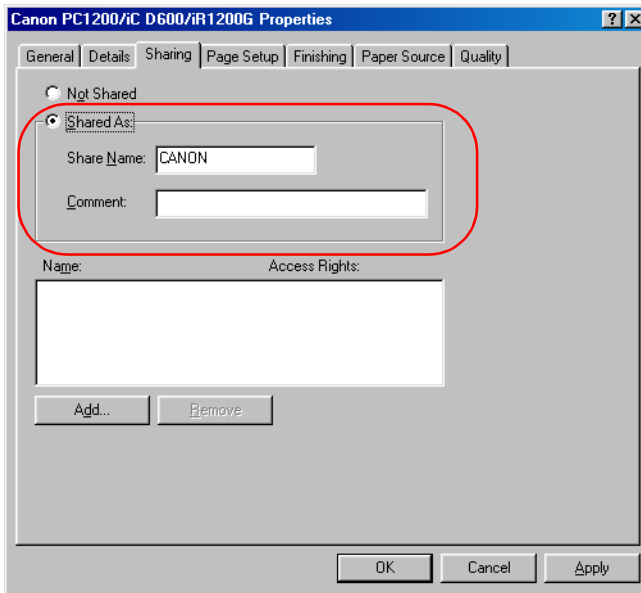 Canon PC1200/iC D600/iR1200G Properties
General Details Sharing Page Setup Finishing Paper Source Quality
Not Shared
Shared As:
Share Name: CANON
Comment:
Name: Access Rights:
Add... Remove
OK Cancel Apply